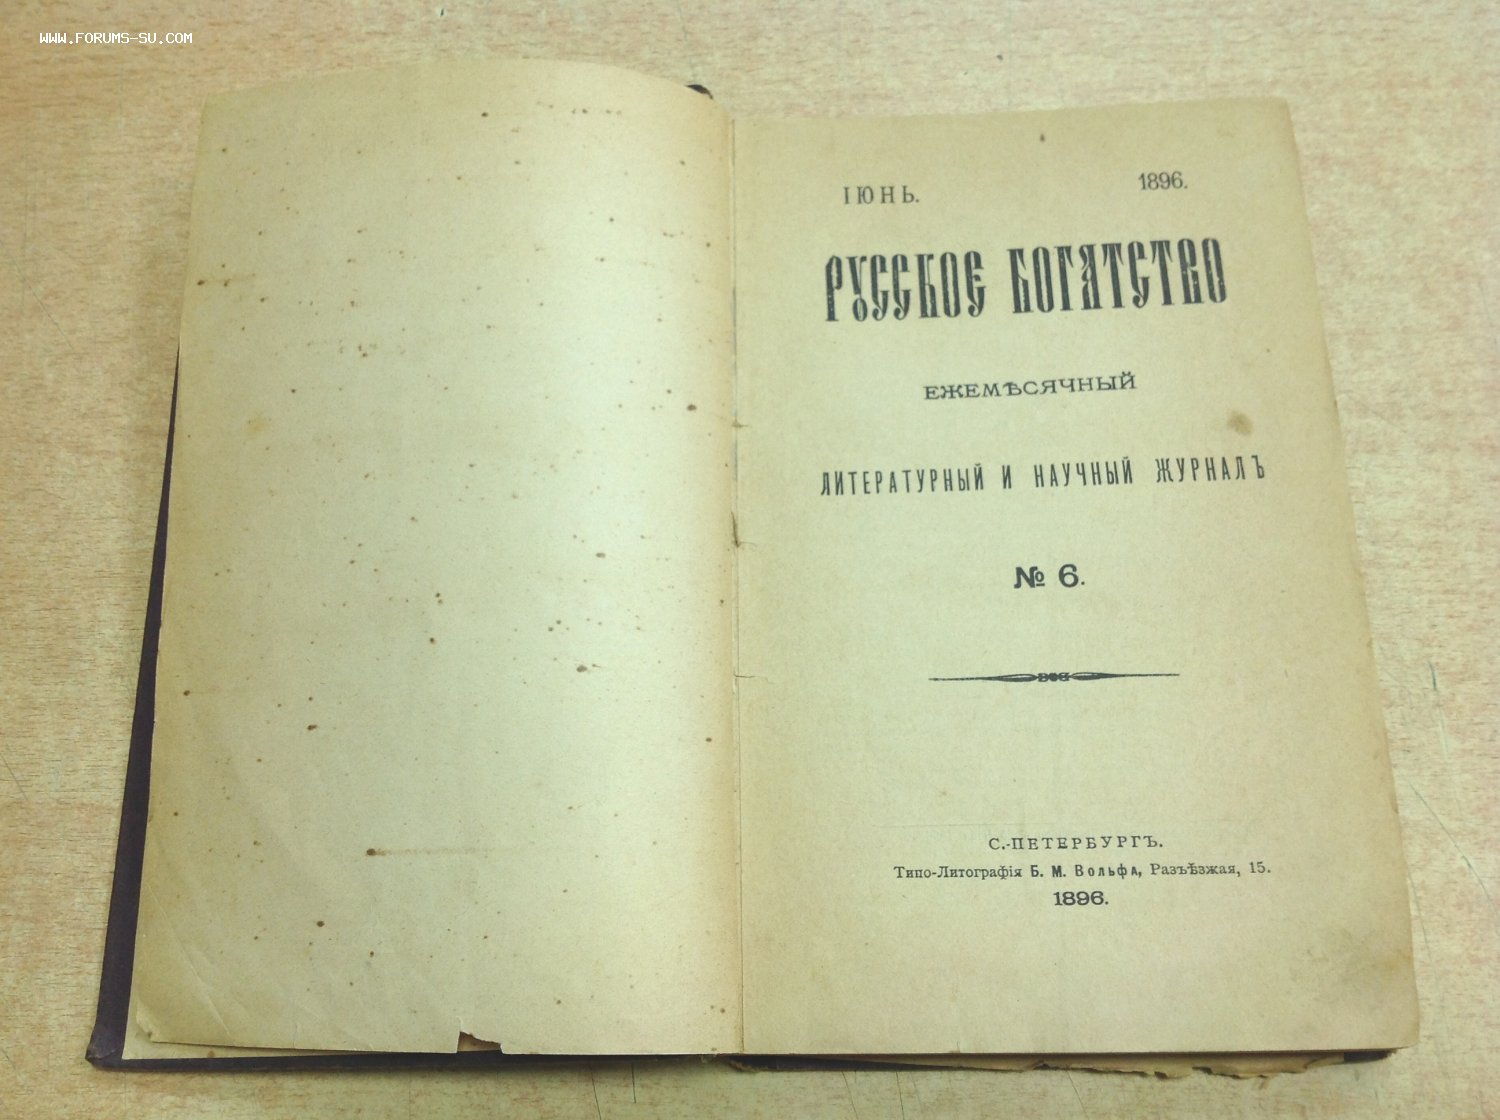 WWW.FORUMS-SU.COM
ІЮНЬ. 1896.
РУССКОЕ БОГАТСТВО
ЕЖЕМѢСЯЧНЫЙ
ЛИТЕРАТУРНЫЙ И НАУЧНЫЙ ЖУРНАЛЪ
№ 6.
С.-ПЕТЕРБУРГЪ.
Типо-Литографія Б. М. Вольфа, Разъѣзжая, 15.
1896.